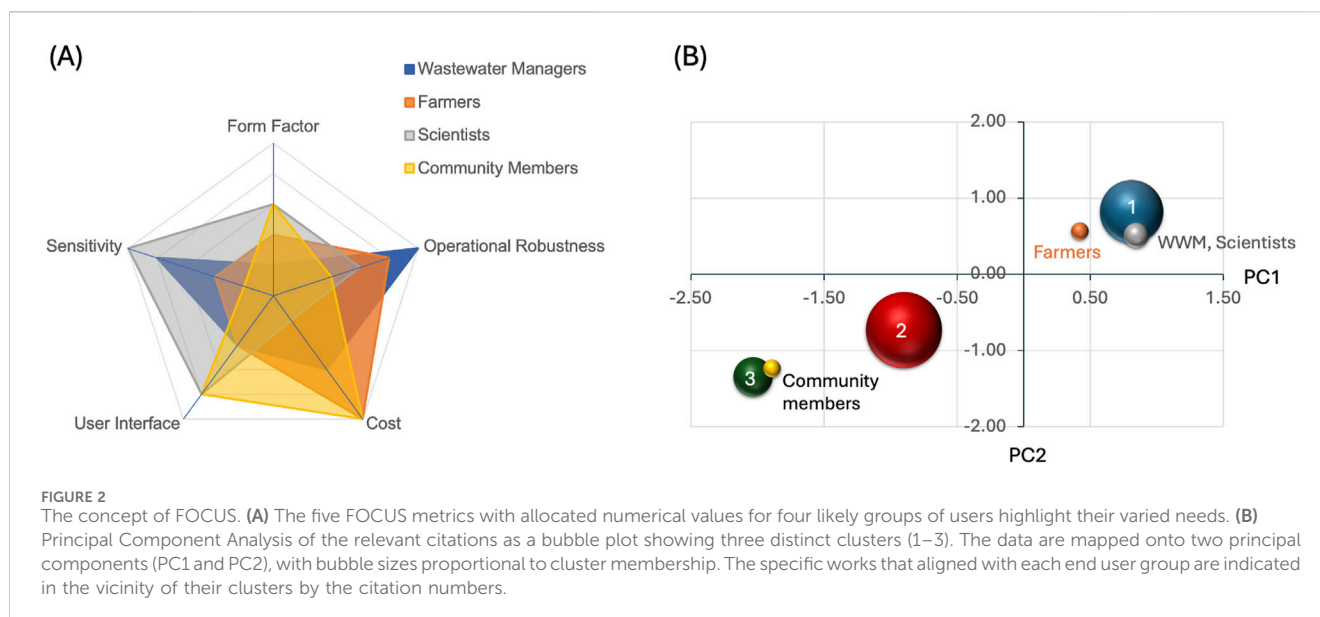 (A)
Wastewater Managers
Farmers
Scientists
Community Members
Form Factor
Sensitivity
Operational Robustness
User Interface
Cost
(B)
2.00
1.00
0.00
-1.00
-2.00
-2.50
-1.50
-0.50
0.50
1.50
PC1
PC2
1
WWM, Scientists
Farmers
2
3
Community
members
FIGURE 2
The concept of FOCUS. (A) The five FOCUS metrics with allocated numerical values for four likely groups of users highlight their varied needs. (B)
Principal Component Analysis of the relevant citations as a bubble plot showing three distinct clusters (1–3). The data are mapped onto two principal
components (PC1 and PC2), with bubble sizes proportional to cluster membership. The specific works that aligned with each end user group are indicated
in the vicinity of their clusters by the citation numbers.